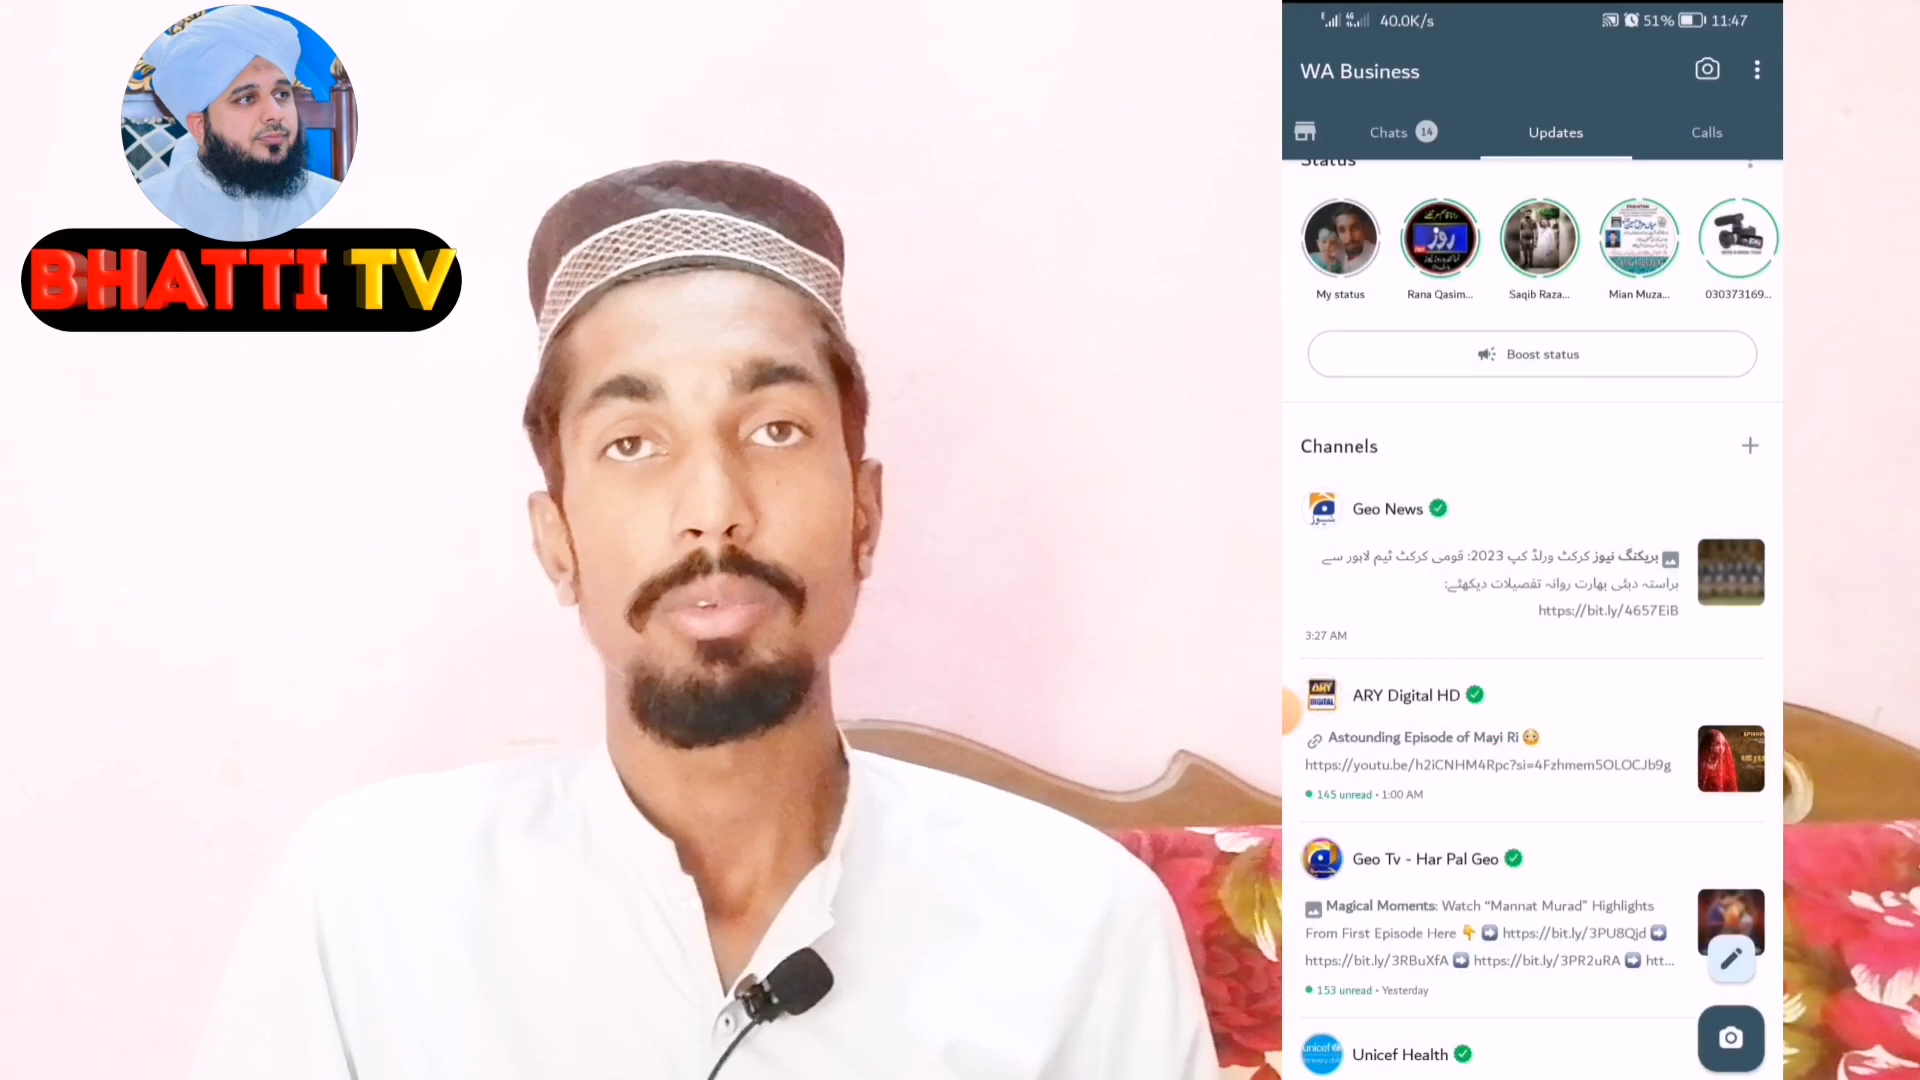 BHATTI TV
40.0K/s
51% 11:47
WA Business
Chats 14 Updates Calls
Status
My status Rana Qasim... Saqib Raza... Mian Muza... 030373169...
روز
Boost status
Channels
Geo News
بریکنگ نیوز کرکٹ ورلڈ کپ 2023: قومی کرکٹ ٹیم لاہور سے
براستہ دبئی بھارت روانہ تفصیلات دیکھئے:
https://bit.ly/4657EiB
3:27 AM
ARY DIGITAL
ARY Digital HD
Astounding Episode of Mayi Ri 😳
https://youtu.be/h2iCNHM4Rpc?si=4Fzhmem5OLOCJb9g
145 unread • 1:00 AM
Geo Tv - Har Pal Geo
Magical Moments: Watch “Mannat Murad” Highlights
From First Episode Here 👇 ➡️ https://bit.ly/3PU8Qjd ➡️
https://bit.ly/3RBuXfA ➡️ https://bit.ly/3PR2uRA ➡️ htt...
153 unread • Yesterday
unicef
Unicef Health